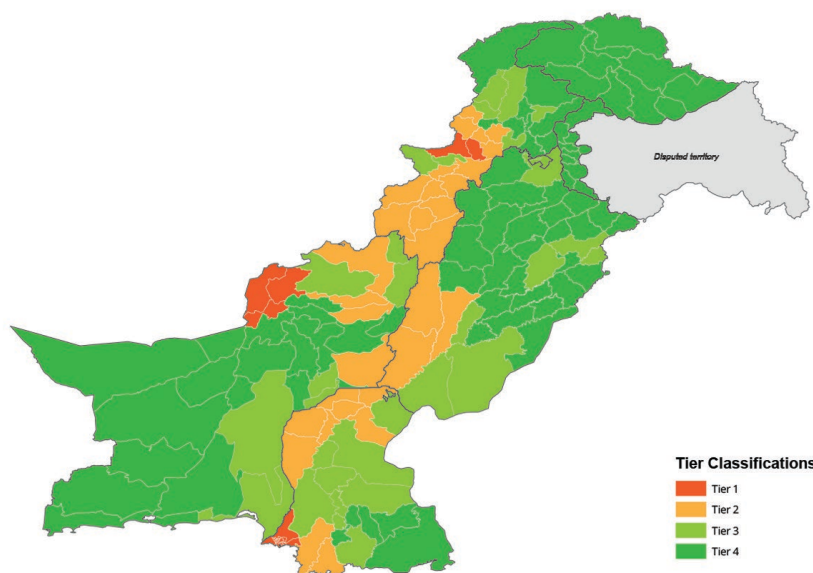 Disputed territory
Tier Classifications
Tier 1
Tier 2
Tier 3
Tier 4